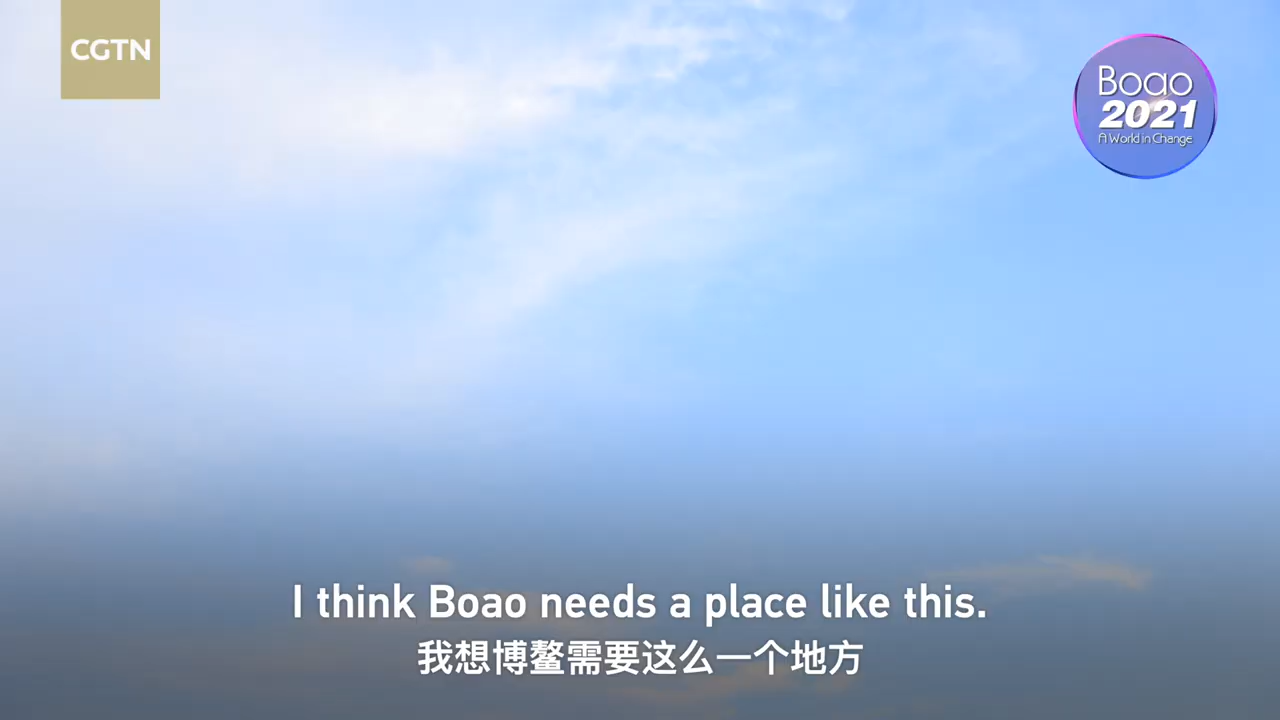 CGTN
Boao
2021
A World in Change
I think Boao needs a place like this.
我想博鳌需要这么一个地方